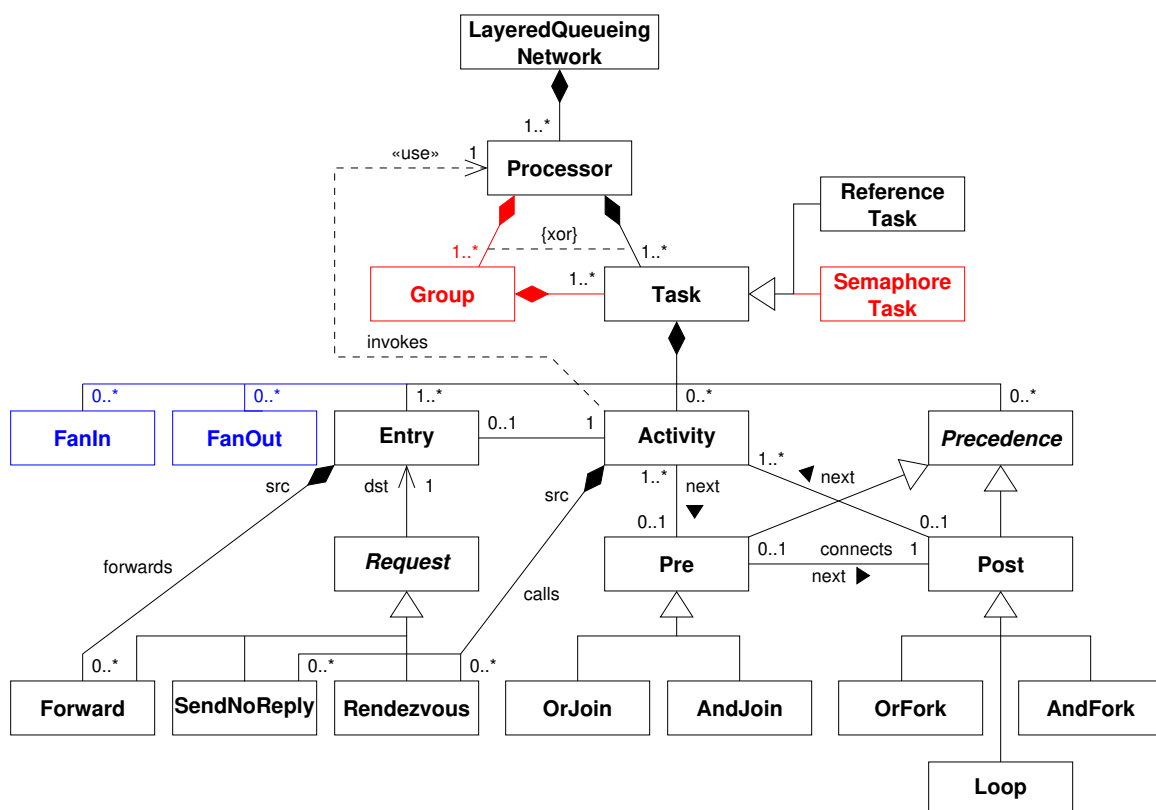 LayeredQueueing
Network
1..*
«use»
1
Processor
Reference
Task
{xor}
1..*
1..*
Group
1..*
Task
Semaphore
Task
invokes
0..*
0..*
1..*
0..*
0..*
FanIn
FanOut
Entry
0..1
1
Activity
Precedence
src
dst
1
src
1..*
next
1..*
next
0..1
0..1
forwards
Request
Pre
0..1
connects
1
next
Post
calls
0..*
0..*
0..*
Forward
SendNoReply
Rendezvous
OrJoin
AndJoin
OrFork
AndFork
Loop